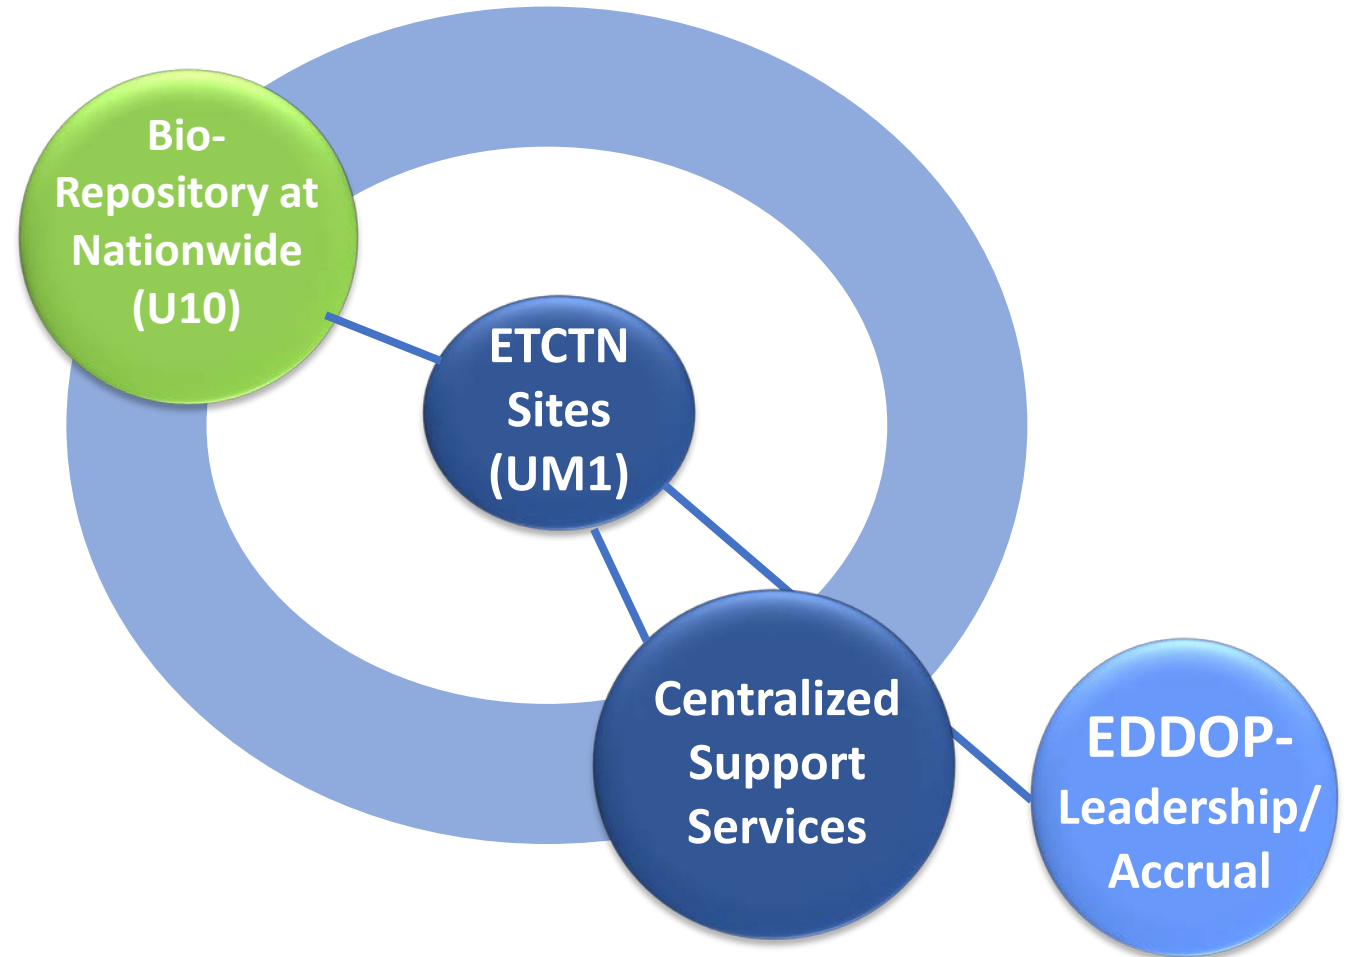 Bio-
Repository at
Nationwide
(U10)
ETCTN
Sites
(UM1)
Centralized
Support
Services
EDDOP-
Leadership/
Accrual